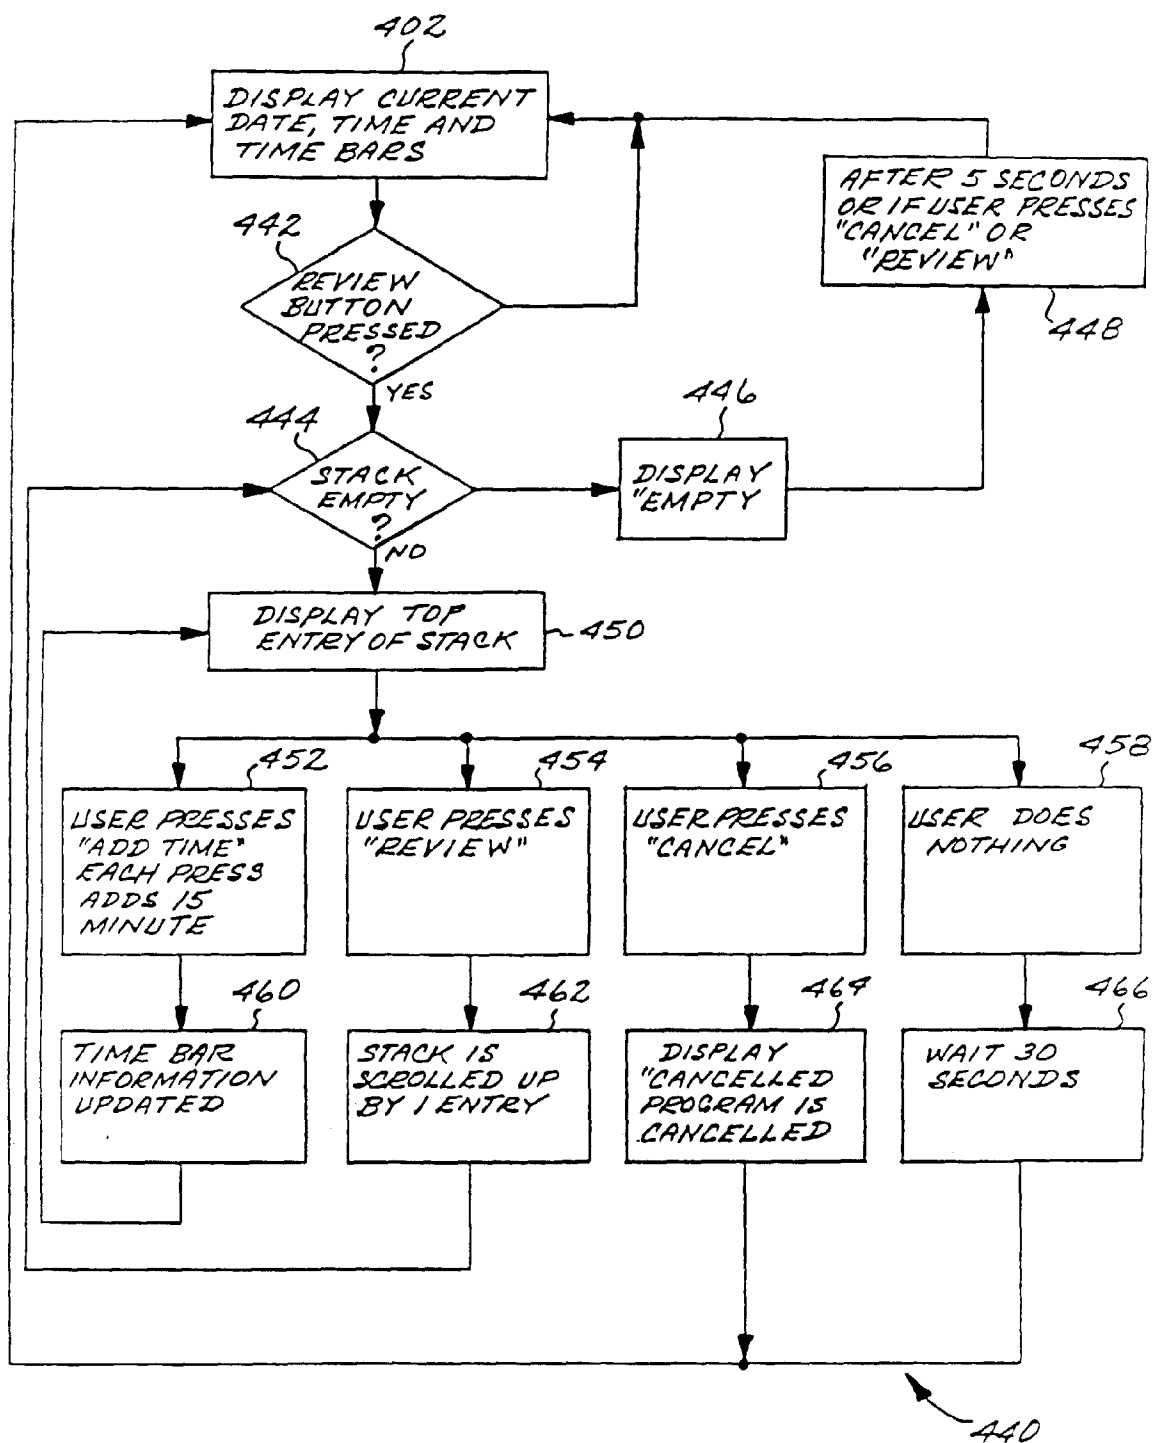 402
DISPLAY CURRENT
DATE, TIME AND
TIME BARS
AFTER 5 SECONDS
OR IF USER PRESSES
"CANCEL" OR
"REVIEW"
448
442
REVIEW
BUTTON
PRESSED
?
YES
444
STACK
EMPTY
?
NO
446
DISPLAY
"EMPTY
DISPLAY TOP
ENTRY OF STACK
450
452
USER PRESSES
"ADD TIME"
EACH PRESS
ADDS 15
MINUTE
454
USER PRESSES
"REVIEW"
456
USER PRESSES
"CANCEL"
458
USER DOES
NOTHING
460
TIME BAR
INFORMATION
UPDATED
462
STACK IS
SCROLLED UP
BY 1 ENTRY
464
DISPLAY
"CANCELLED
PROGRAM IS
CANCELLED
466
WAIT 30
SECONDS
440